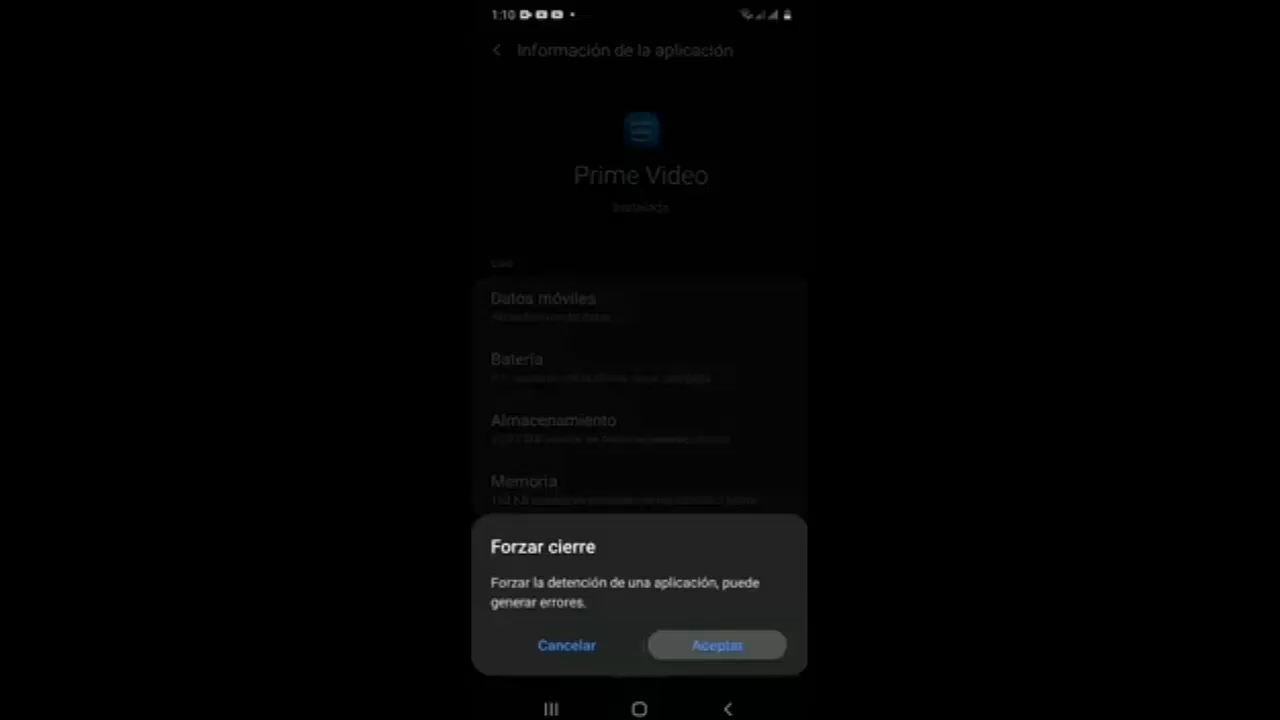 1:10
Información de la aplicación
Prime Video
Instalada
Datos móviles
Batería
Almacenamiento
Memoria
Forzar cierre
Forzar la detención de una aplicación, puede
generar errores.
Cancelar
Aceptar